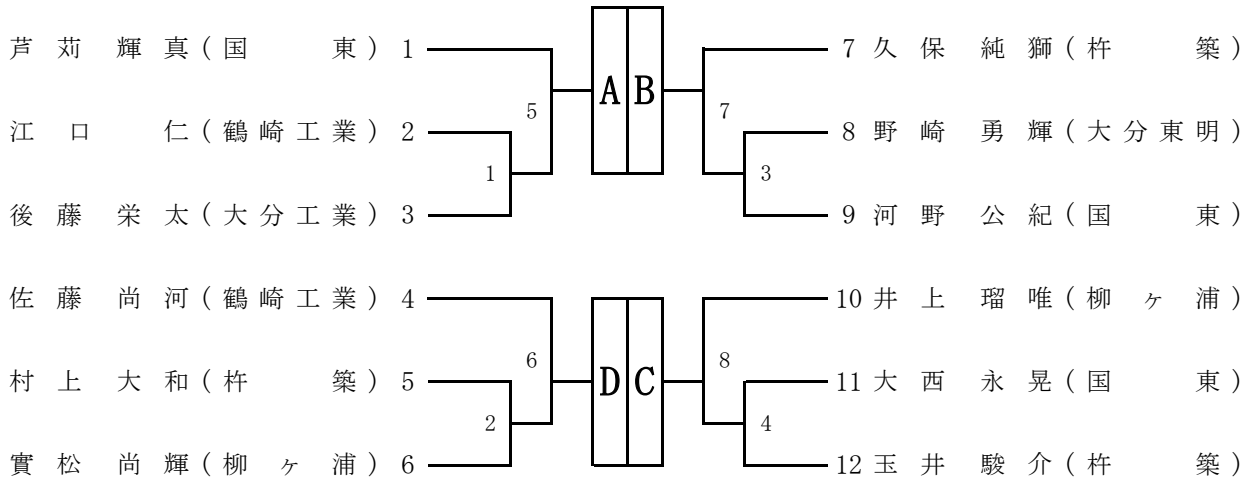 芦苅輝真(国東) 1
5
江口仁(鶴崎工業) 2
1
後藤栄太(大分工業) 3
A B
7 久保純獅(杵築)
7
8 野崎勇輝(大分東明)
3
9 河野公紀(国東)
佐藤尚河(鶴崎工業) 4
6
村上大和(杵築) 5
2
實松尚輝(柳ヶ浦) 6
D C
10 井上瑠唯(柳ヶ浦)
8
11 大西永晃(国東)
4
12 玉井駿介(杵築)